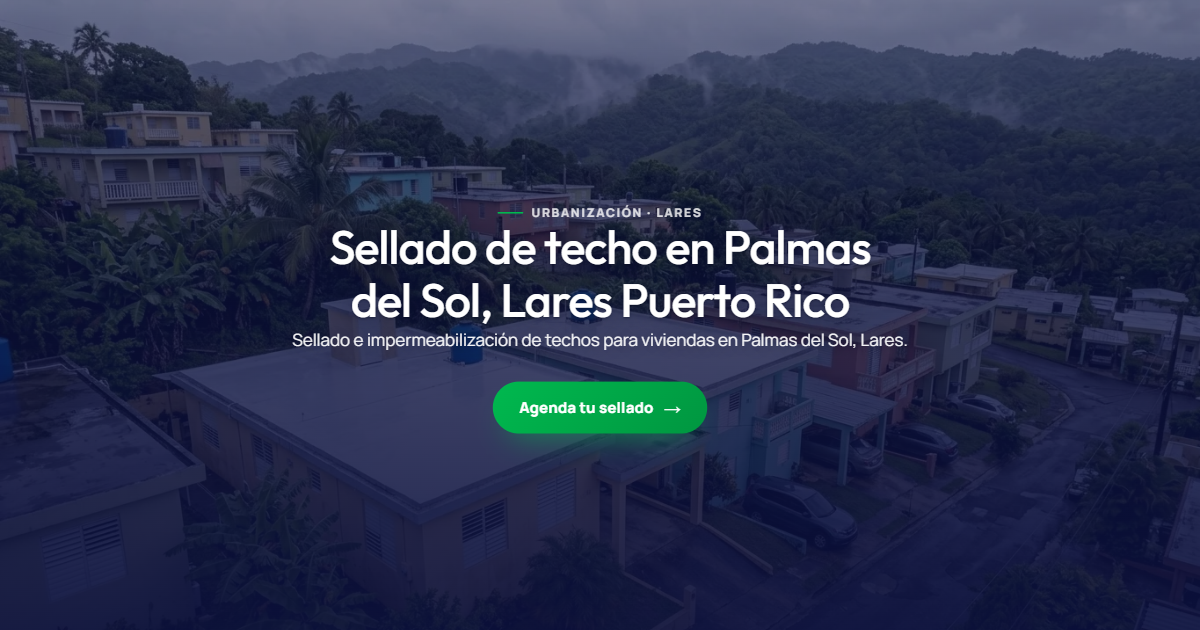 URBANIZACIÓN · LARES
Sellado de techo en Palmas
del Sol, Lares Puerto Rico
Sellado e impermeabilización de techos para viviendas en Palmas del Sol, Lares.
Agenda tu sellado →